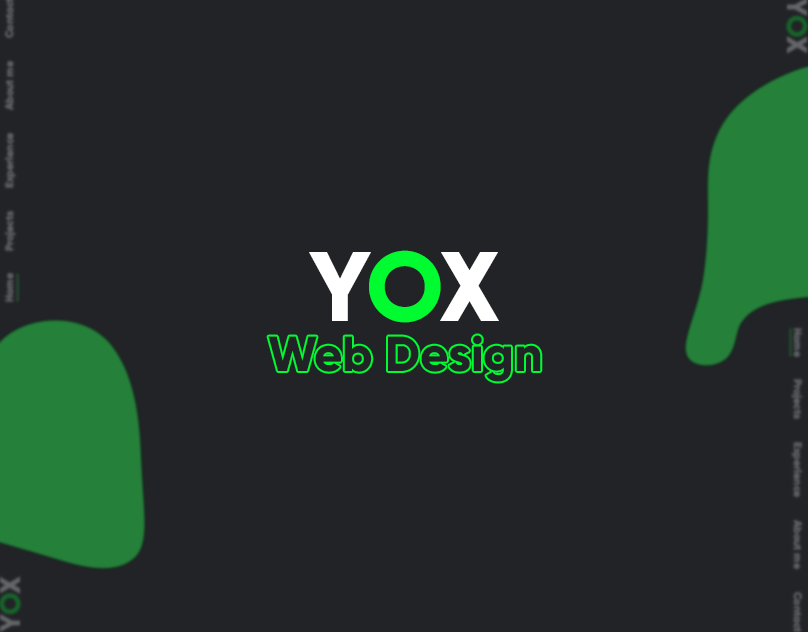 YOX
Web Design
Home
Projects
Experience
About me
Contact
YOX
YOX
Home
Projects
Experience
About me
Contact